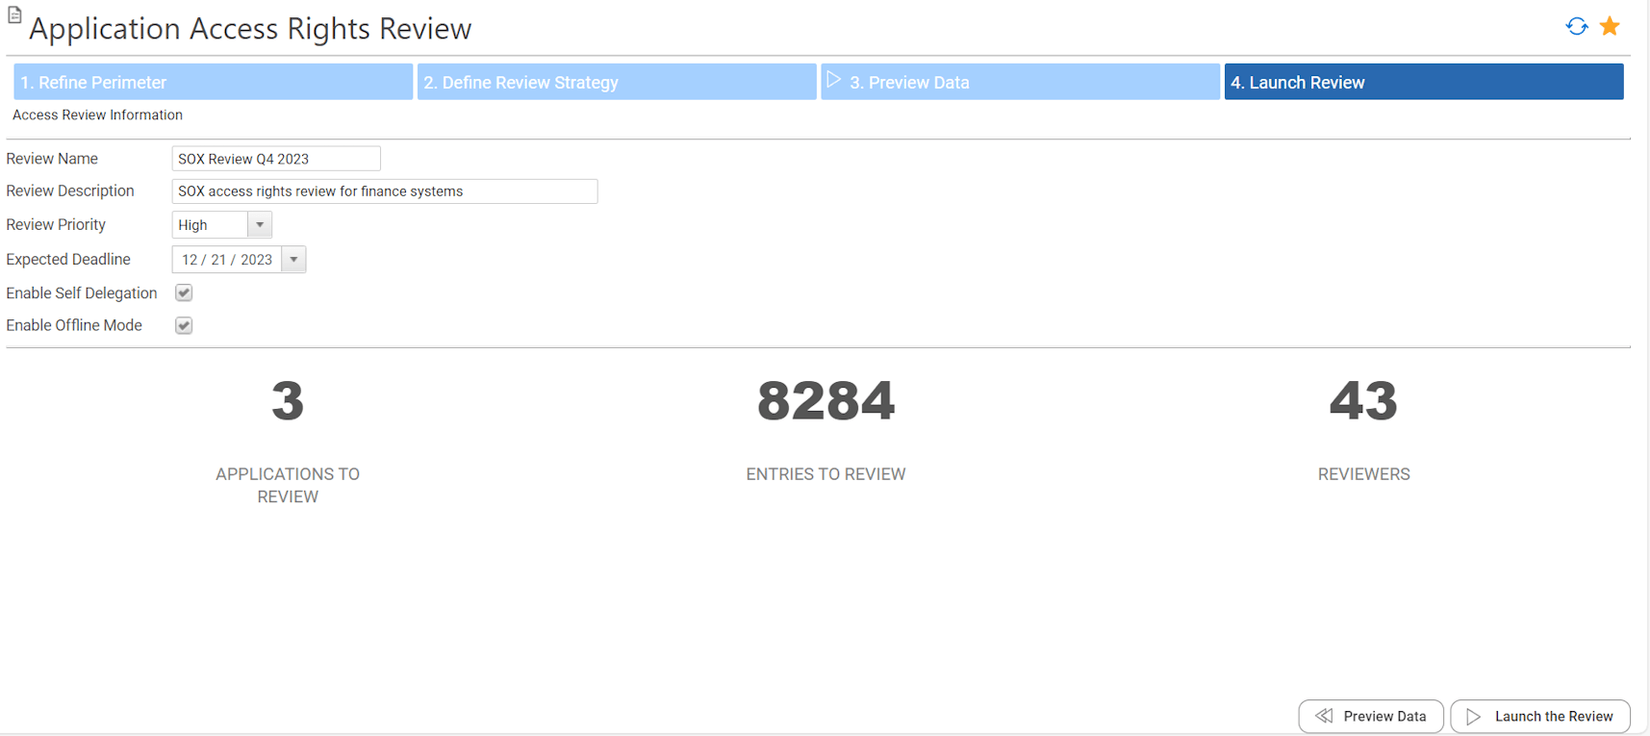 Application Access Rights Review
1. Refine Perimeter
2. Define Review Strategy
3. Preview Data
4. Launch Review
Access Review Information
Review Name
SOX Review Q4 2023
Review Description
SOX access rights review for finance systems
Review Priority
High
Expected Deadline
12 / 21 / 2023
Enable Self Delegation
Enable Offline Mode
3
8284
43
APPLICATIONS TO
REVIEW
ENTRIES TO REVIEW
REVIEWERS
Preview Data
Launch the Review